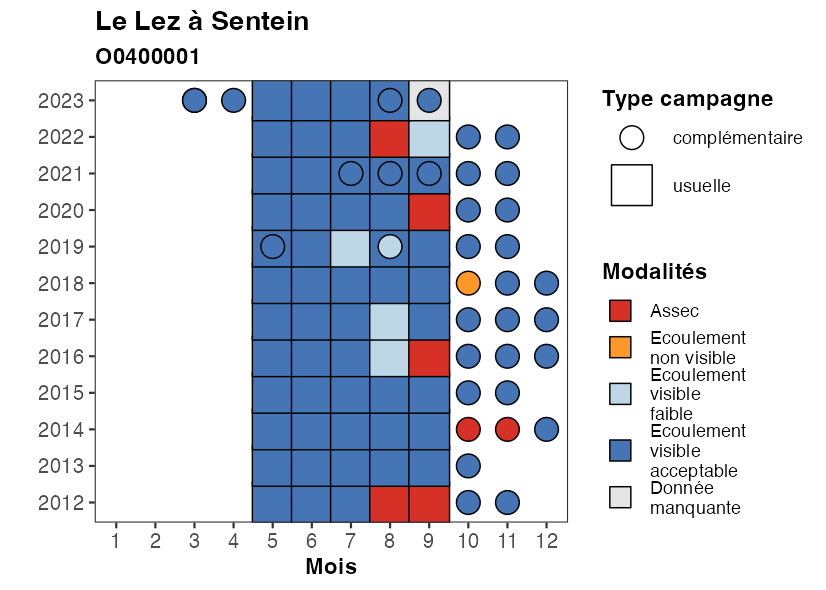 Le Lez à Sentein
O0400001
2023
2022
2021
2020
2019
2018
2017
2016
2015
2014
2013
2012
1 2 3 4 5 6 7 8 9 10 11 12
Mois
Type campagne
complémentaire
usuelle
Modalités
Assec
Ecoulement
non visible
Ecoulement
visible
faible
Ecoulement
visible
acceptable
Donnée
manquante